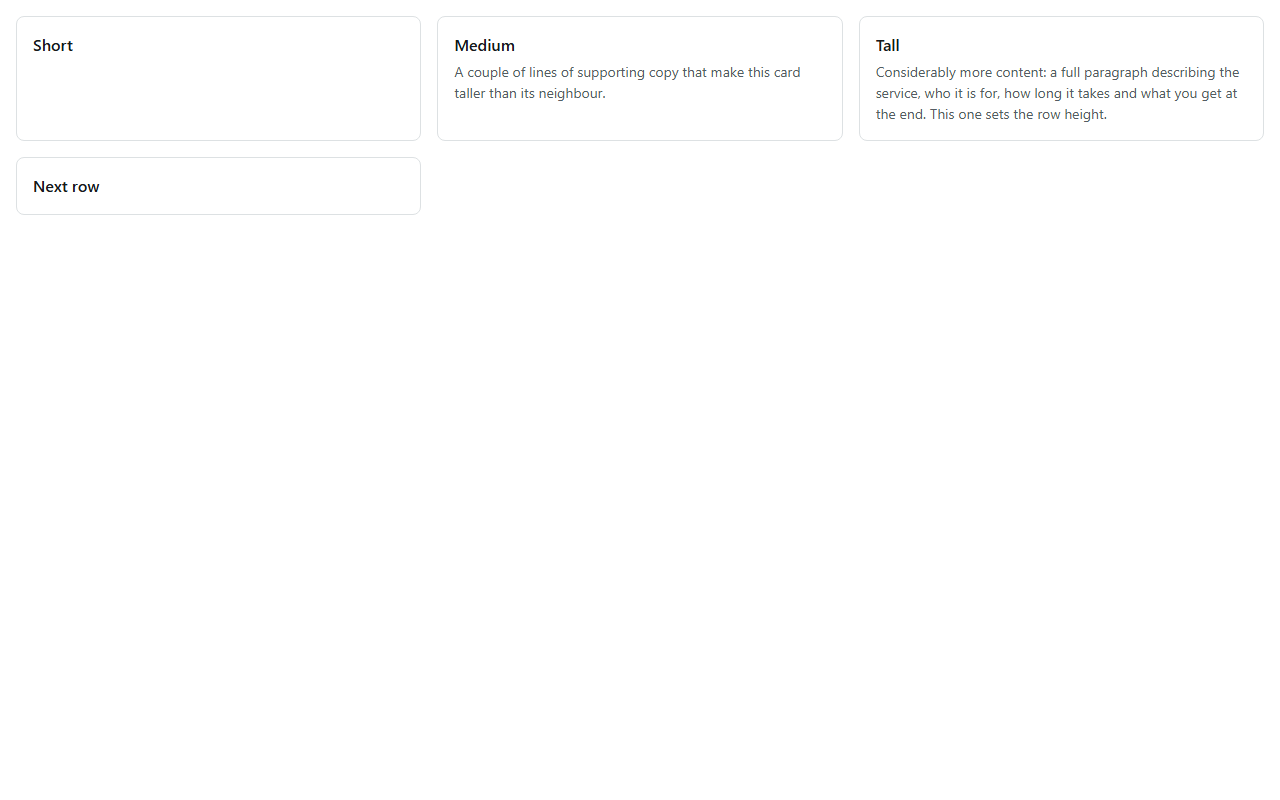 Short
Medium
A couple of lines of supporting copy that make this card
taller than its neighbour.
Tall
Considerably more content: a full paragraph describing the
service, who it is for, how long it takes and what you get at
the end. This one sets the row height.
Next row